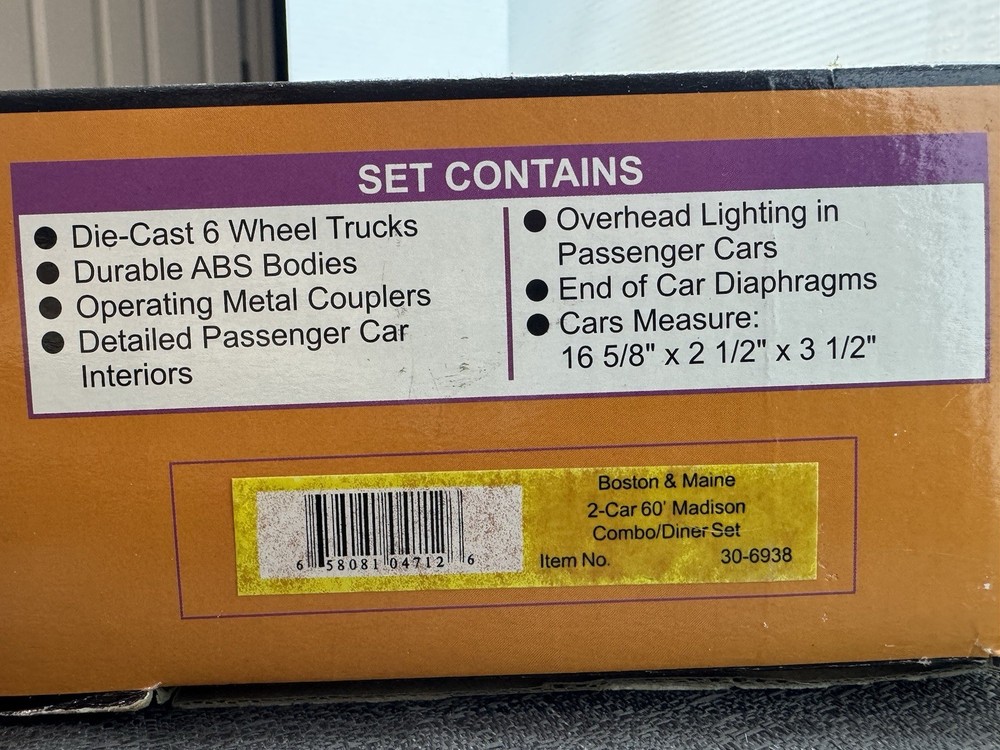 SET CONTAINS
● Die-Cast 6 Wheel Trucks
● Durable ABS Bodies
● Operating Metal Couplers
● Detailed Passenger Car
Interiors
● Overhead Lighting in
Passenger Cars
● End of Car Diaphragms
● Cars Measure:
16 5/8" x 2 1/2" x 3 1/2"
6 58081 04712 6
Boston & Maine
2-Car 60' Madison
Combo/Diner Set
Item No. 30-6938